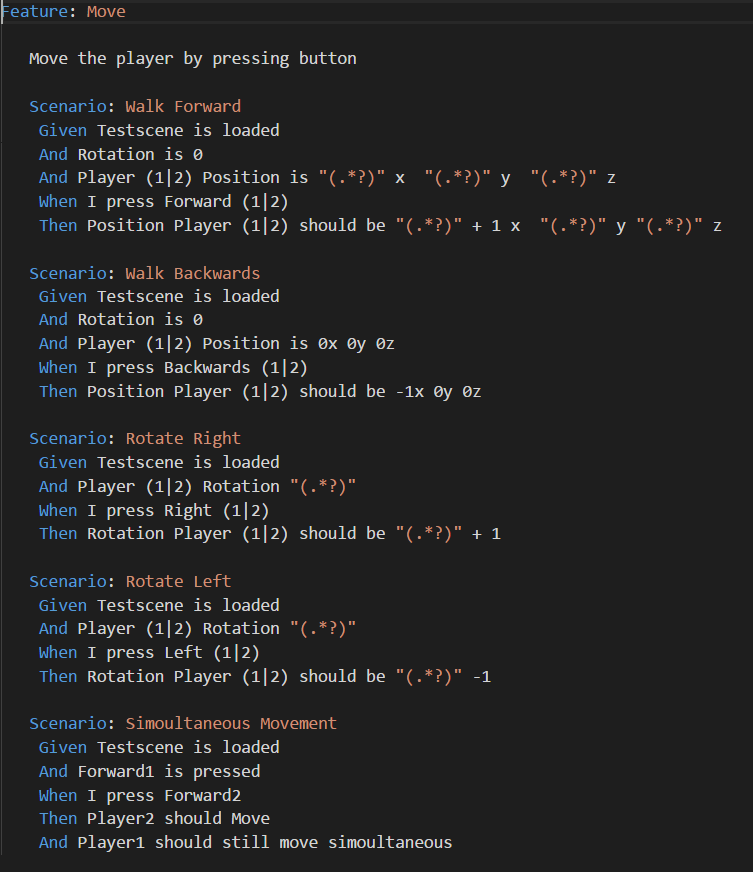 Feature: Move
Move the player by pressing button
Scenario: Walk Forward
Given Testscene is loaded
And Rotation is 0
And Player (1|2) Position is "(.*?)" x  "(.*?)" y  "(.*?)" z
When I press Forward (1|2)
Then Position Player (1|2) should be "(.*?)" + 1 x  "(.*?)" y "(.*?)" z
Scenario: Walk Backwards
Given Testscene is loaded
And Rotation is 0
And Player (1|2) Position is 0x 0y 0z
When I press Backwards (1|2)
Then Position Player (1|2) should be -1x 0y 0z
Scenario: Rotate Right
Given Testscene is loaded
And Player (1|2) Rotation "(.*?)"
When I press Right (1|2)
Then Rotation Player (1|2) should be "(.*?)" + 1
Scenario: Rotate Left
Given Testscene is loaded
And Player (1|2) Rotation "(.*?)"
When I press Left (1|2)
Then Rotation Player (1|2) should be "(.*?)" -1
Scenario: Simoultaneous Movement
Given Testscene is loaded
And Forward1 is pressed
When I press Forward2
Then Player2 should Move
And Player1 should still move simoultaneous